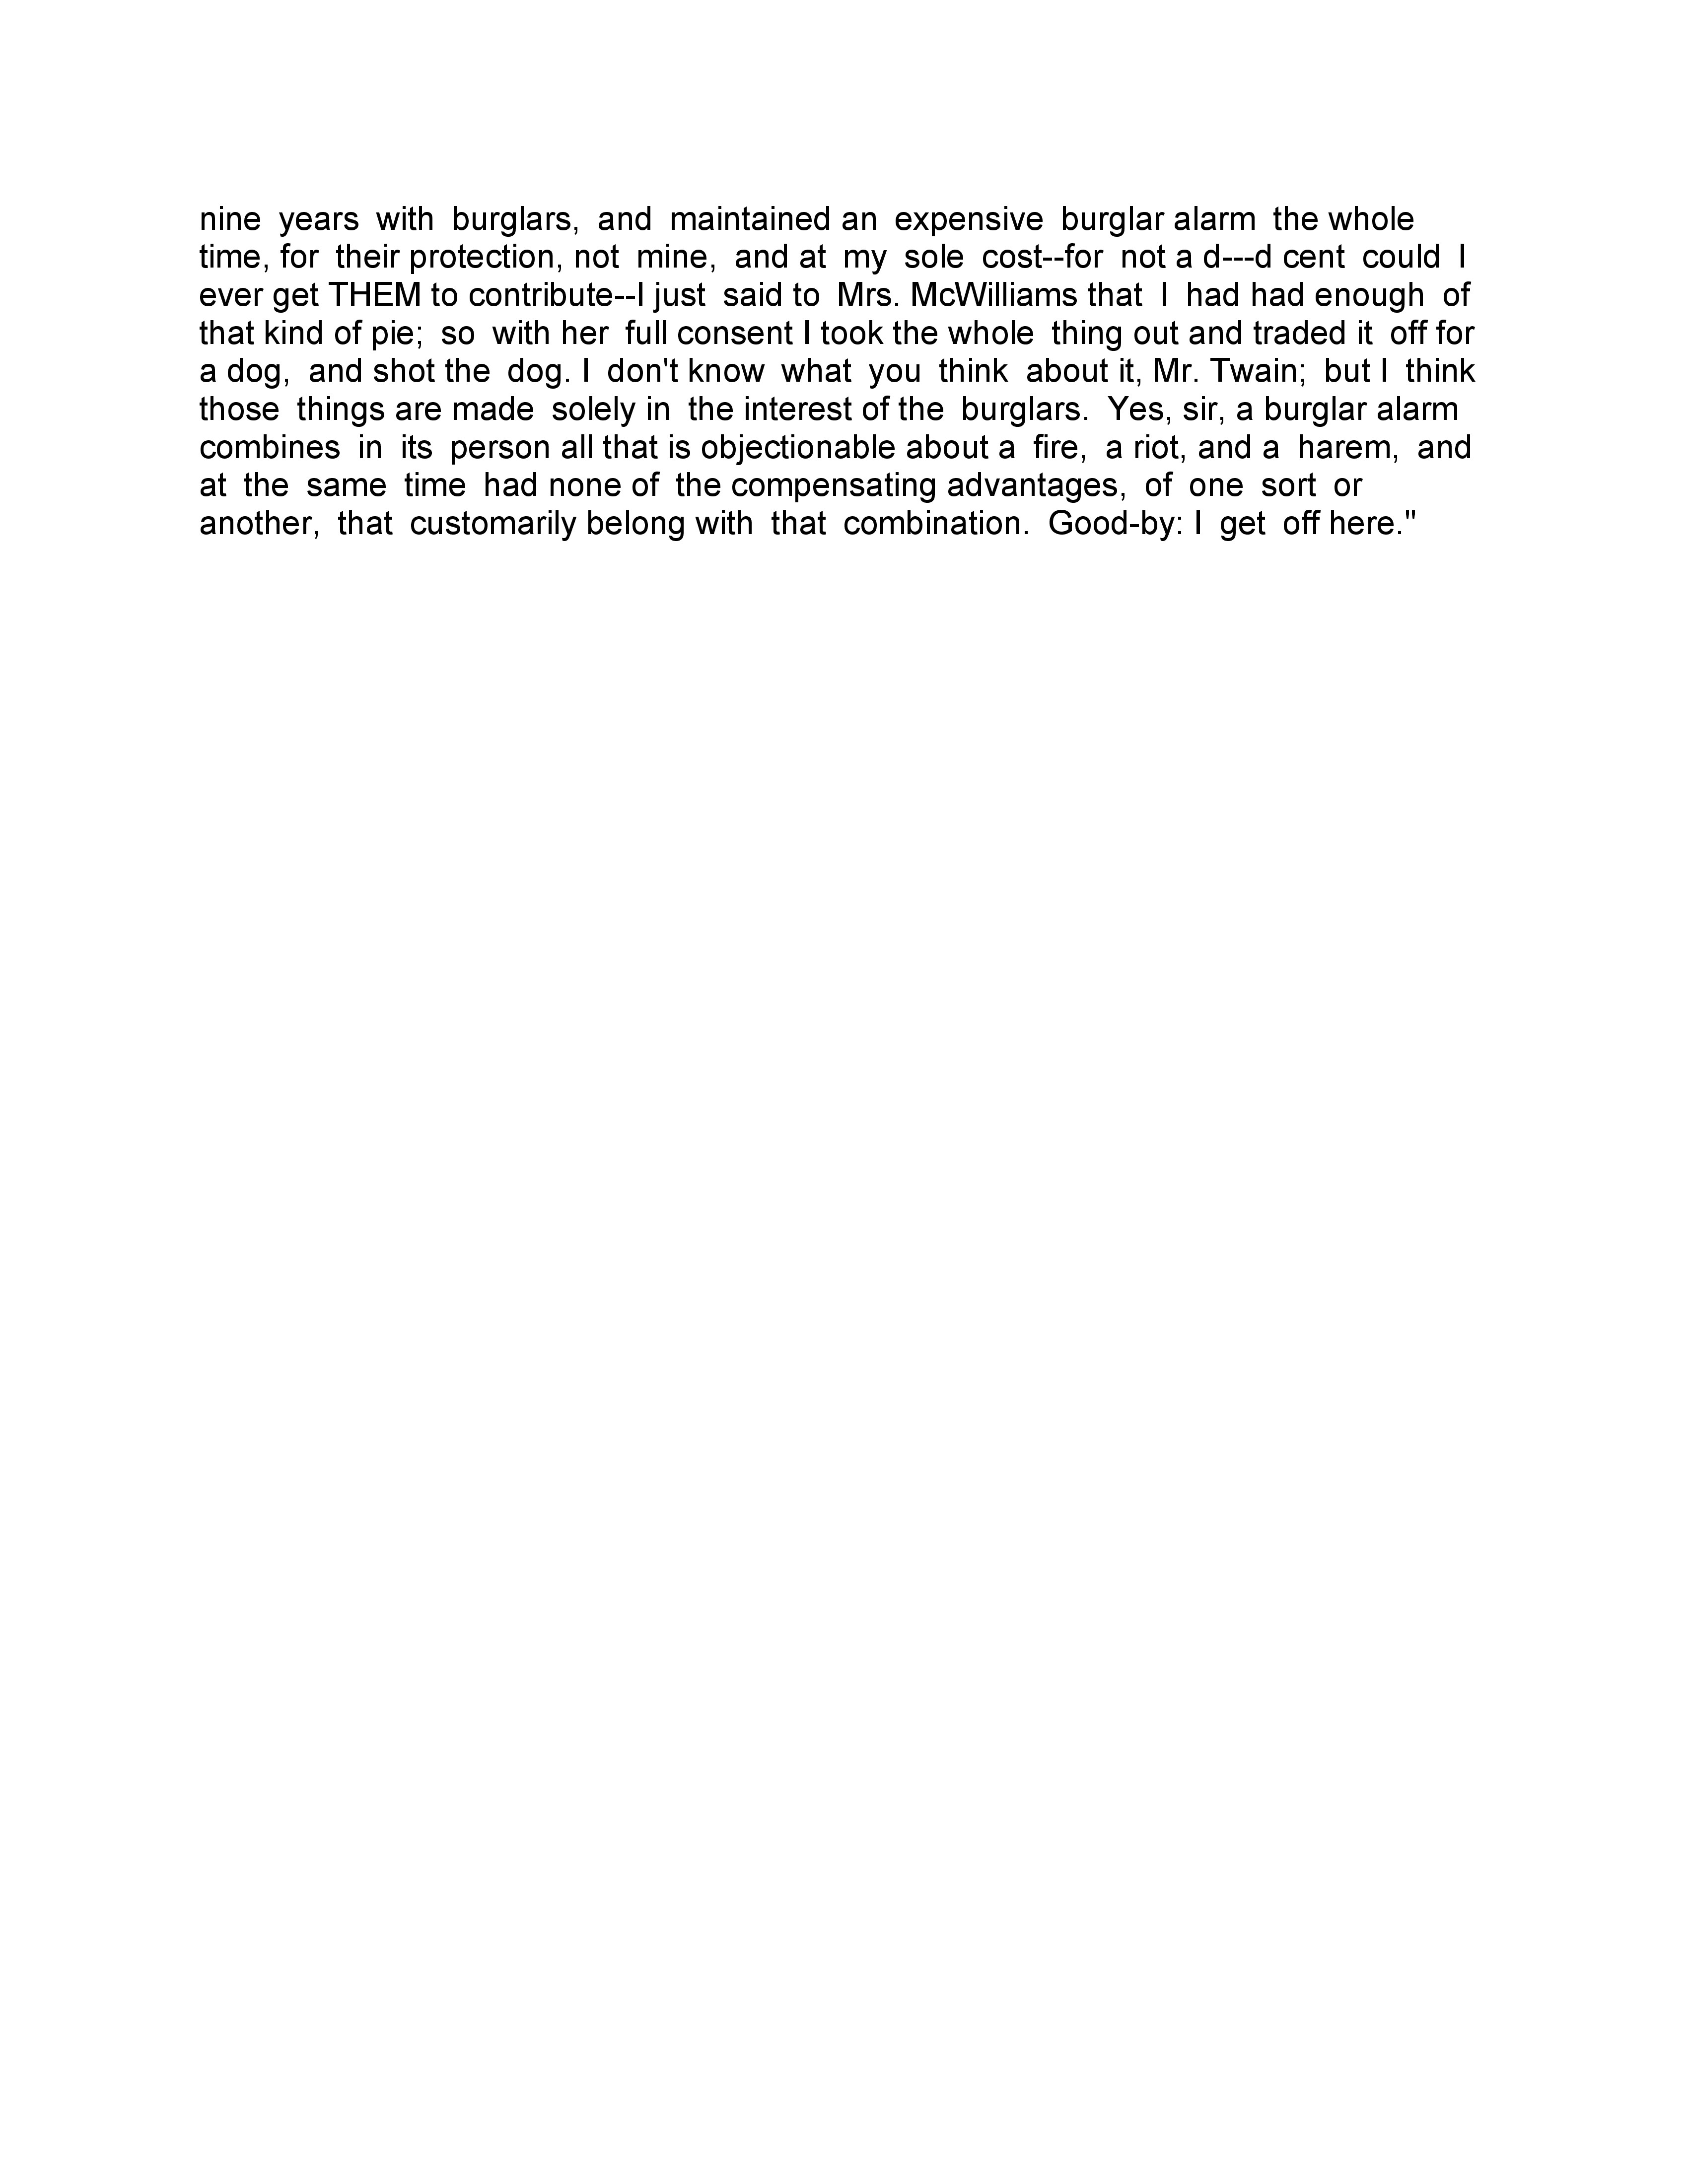 nine years with burglars, and maintained an expensive burglar alarm the whole
time, for their protection, not mine, and at my sole cost--for not a d---d cent could I
ever get THEM to contribute--I just said to Mrs. McWilliams that I had had enough of
that kind of pie; so with her full consent I took the whole thing out and traded it off for
a dog, and shot the dog. I don't know what you think about it, Mr. Twain; but I think
those things are made solely in the interest of the burglars. Yes, sir, a burglar alarm
combines in its person all that is objectionable about a fire, a riot, and a harem, and
at the same time had none of the compensating advantages, of one sort or
another, that customarily belong with that combination. Good-by: I get off here."